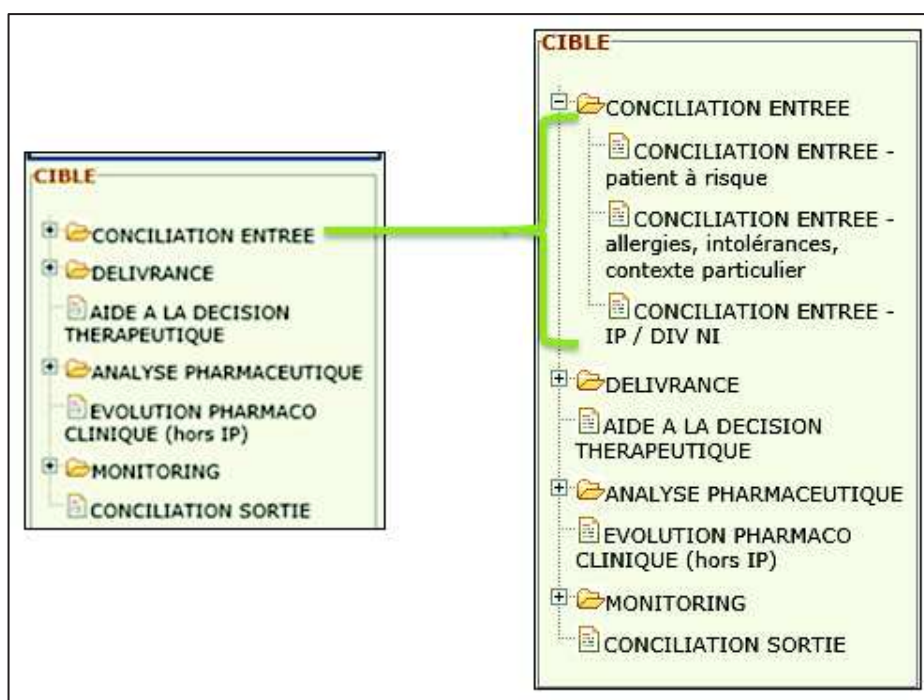 CIBLE
CONCILIATION ENTREE
DELIVRANCE
AIDE A LA DECISION
THERAPEUTIQUE
ANALYSE PHARMACEUTIQUE
EVOLUTION PHARMACO
CLINIQUE (hors IP)
MONITORING
CONCILIATION SORTIE
CIBLE
CONCILIATION ENTREE
CONCILIATION ENTREE -
patient à risque
CONCILIATION ENTREE -
allergies, intolérances,
contexte particulier
CONCILIATION ENTREE -
IP / DIV NI
DELIVRANCE
AIDE A LA DECISION
THERAPEUTIQUE
ANALYSE PHARMACEUTIQUE
EVOLUTION PHARMACO
CLINIQUE (hors IP)
MONITORING
CONCILIATION SORTIE